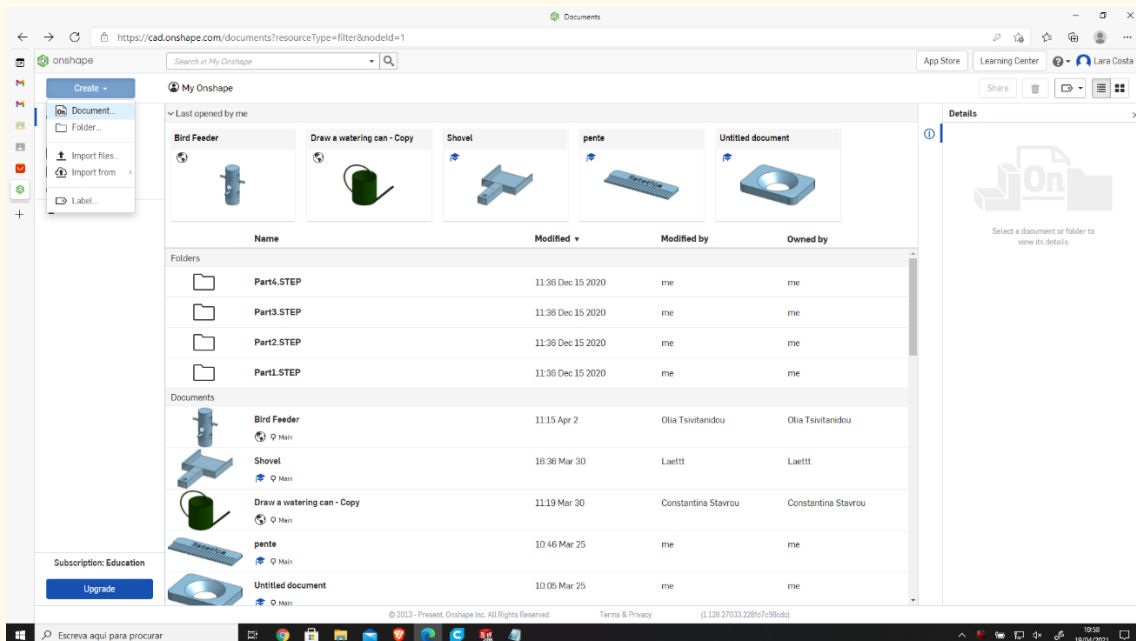 Documents
https://cad.onshape.com/documents?resourceType=filter&nodeId=1
onshape
Search in My Onshape
App Store
Learning Center
Lara Costa
Create
My Onshape
Share
Document...
Folder...
Import files...
Import from
Label...
Last opened by me
Details
Bird Feeder
Draw a watering can - Copy
Shovel
pente
Untitled document
Select a document or folder to
view its details
Name Modified Modified by Owned by
Folders
Part4.STEP 11:36 Dec 15 2020 me me
Part3.STEP 11:36 Dec 15 2020 me me
Part2.STEP 11:36 Dec 15 2020 me me
Part1.STEP 11:36 Dec 15 2020 me me
Documents
Bird Feeder 11:15 Apr 2 Olia Tsivitanidou Olia Tsivitanidou
Main
Shovel 16:36 Mar 30 Laettt Laettt
Main
Draw a watering can - Copy 11:19 Mar 30 Constantina Stavrou Constantina Stavrou
Main
pente 10:46 Mar 25 me me
Main
Untitled document 10:05 Mar 25 me me
Main
Subscription: Education
Upgrade
© 2013 - Present, Onshape Inc. All Rights Reserved. Terms & Privacy
Escreva aqui para procurar
10:58
19/04/2021